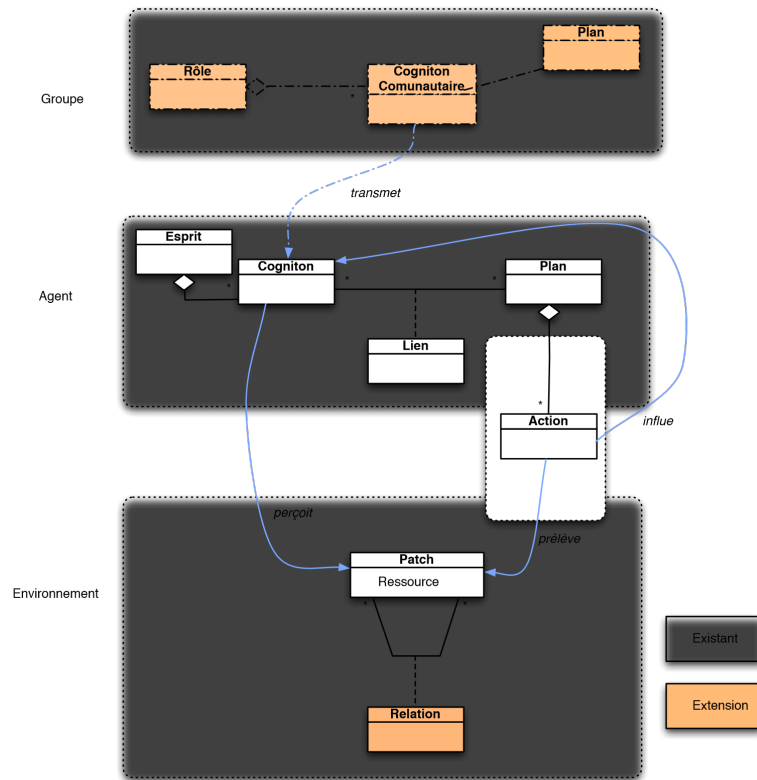 Plan
Rôle
Cogniton
Comunautaire
*
Groupe
transmet
Esprit
Cogniton
Plan
*
*
*
Agent
Lien
*
Action
influe
perçoit
prélève
Patch
Ressource
Environnement
*
*
Existant
Relation
Extension